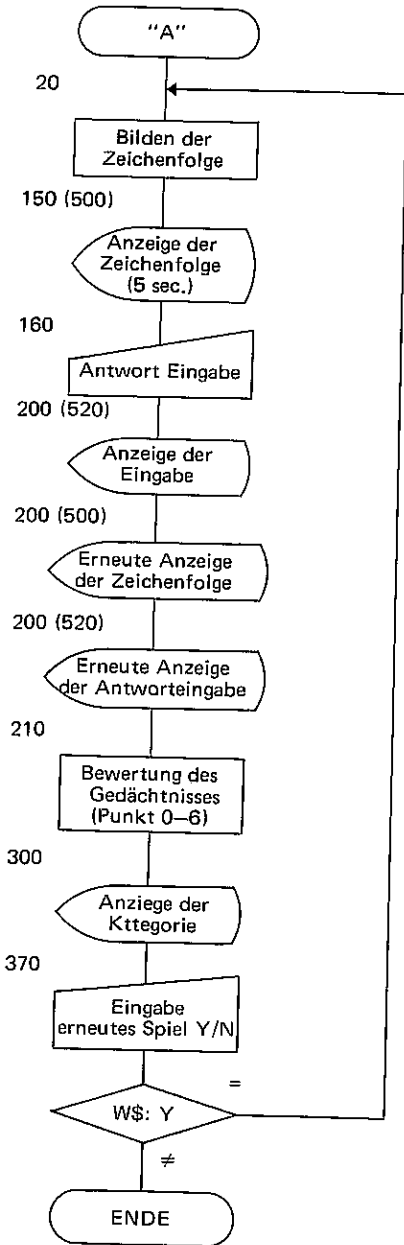 "A"
20
Bilden der
Zeichenfolge
150 (500)
Anzeige der
Zeichenfolge
(5 sec.)
160
Antwort Eingabe
200 (520)
Anzeige der
Eingabe
200 (500)
Erneute Anzeige
der Zeichenfolge
200 (520)
Erneute Anzeige
der Antworteingabe
210
Bewertung des
Gedächtnisses
(Punkt 0–6)
300
Anziege der
Kttegorie
370
Eingabe
erneutes Spiel Y/N
=
W$: Y
≠
ENDE